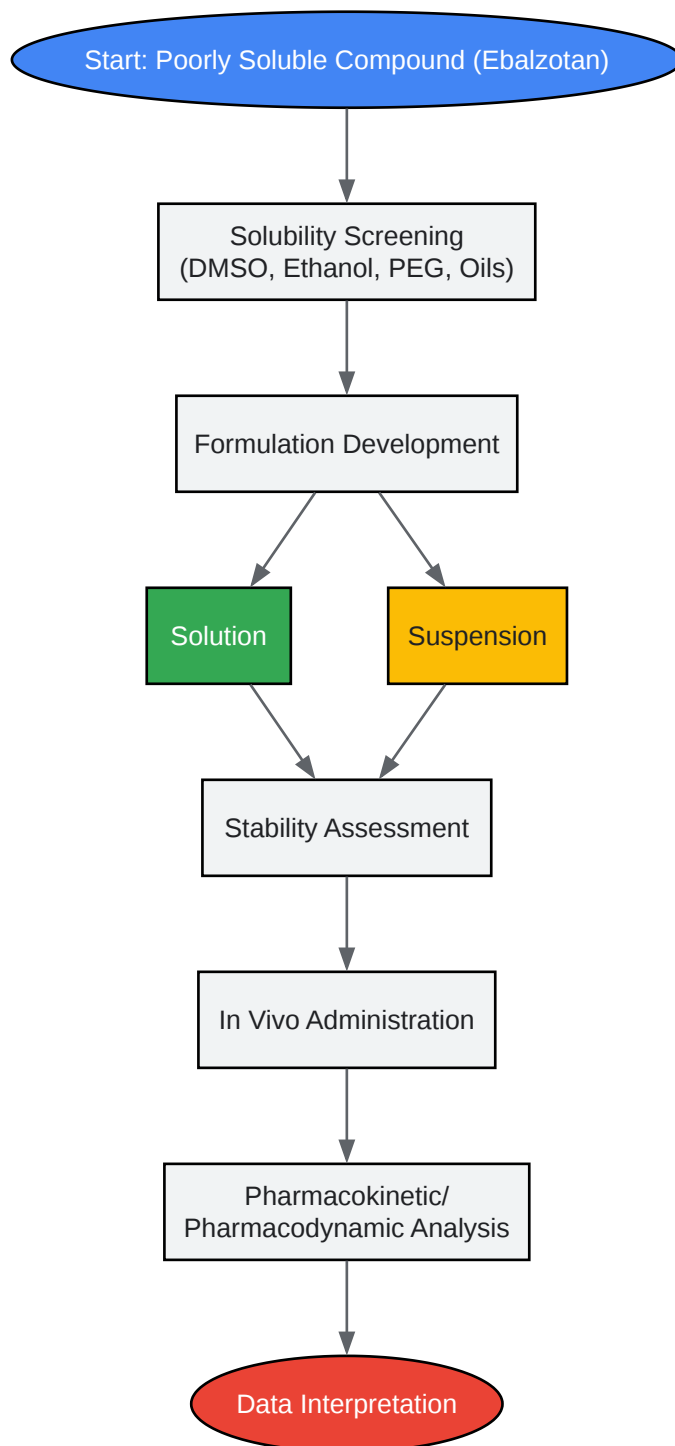 Start: Poorly Soluble Compound (Ebalzotan)
Solubility Screening
(DMSO, Ethanol, PEG, Oils)
Formulation Development
Solution
Suspension
Stability Assessment
In Vivo Administration
Pharmacokinetic/
Pharmacodynamic Analysis
Data Interpretation